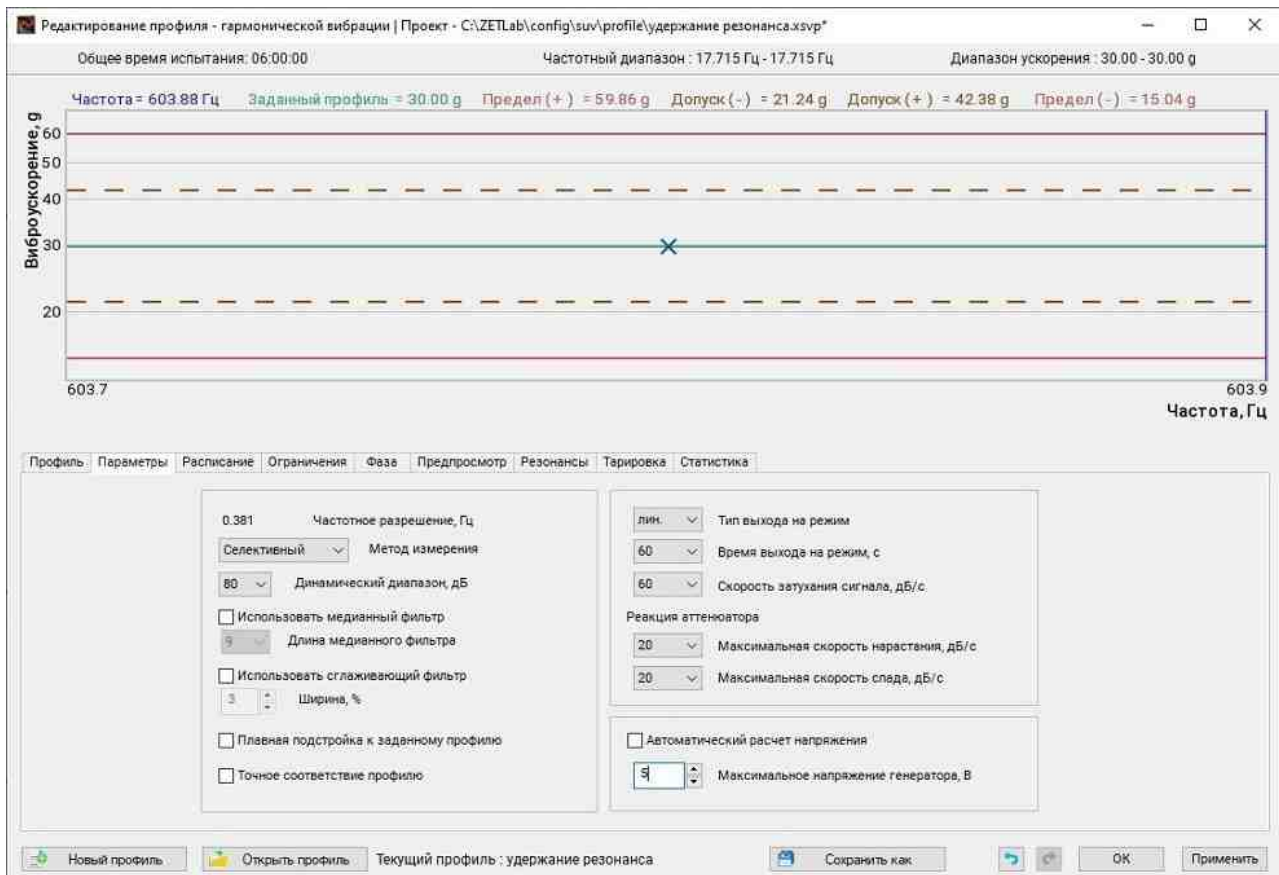 Редактирование профиля - гармонической вибрации | Проект - C:\ZETLab\config\suv\profile\удержание резонанса.xsvp*
Общее время испытания: 06:00:00 Частотный диапазон : 17.715 Гц - 17.715 Гц Диапазон ускорения : 30.00 - 30.00 g
Частота = 603.88 Гц Заданный профиль = 30.00 g Предел (+) = 59.86 g Допуск (-) = 21.24 g Допуск (+) = 42.38 g Предел (-) = 15.04 g
Виброускорение, g
60
50
40
30
20
603.7 603.9
Частота, Гц
Профиль Параметры Расписание Ограничения Фаза Предпросмотр Резонансы Тарировка Статистика
0.381 Частотное разрешение, Гц
Селективный Метод измерения
80 Динамический диапазон, дБ
Использовать медианный фильтр
9 Длина медианного фильтра
Использовать сглаживающий фильтр
3 Ширина, %
Плавная подстройка к заданному профилю
Точное соответствие профилю
лин. Тип выхода на режим
60 Время выхода на режим, с
60 Скорость затухания сигнала, дБ/с
Реакция аттенюатора
20 Максимальная скорость нарастания, дБ/с
20 Максимальная скорость спада, дБ/с
Автоматический расчет напряжения
5 Максимальное напряжение генератора, В
Новый профиль Открыть профиль Текущий профиль : удержание резонанса Сохранить как OK Применить